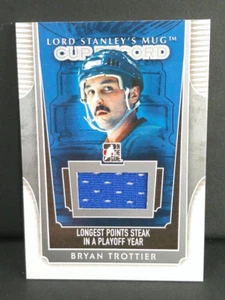 LORD STANLEY'S MUG™
CUP RECORD
LONGEST POINTS STEAK
IN A PLAYOFF YEAR
BRYAN TROTTIER